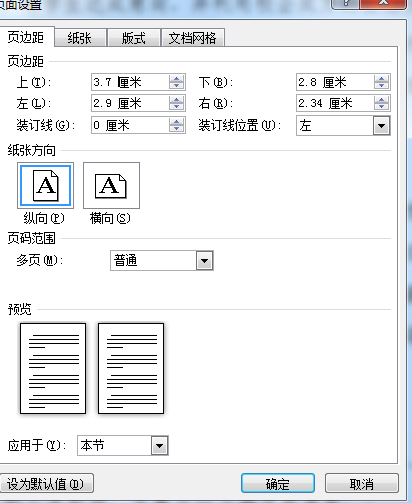 页面设置
页边距 纸张 版式 文档网格
页边距
上(T): 3.7 厘米 下(B): 2.8 厘米
左(L): 2.9 厘米 右(R): 2.34 厘米
装订线(G): 0 厘米 装订线位置(U): 左
纸张方向
A A
纵向(P) 横向(S)
页码范围
多页(M): 普通
预览
应用于(Y): 本节
设为默认值(D) 确定 取消